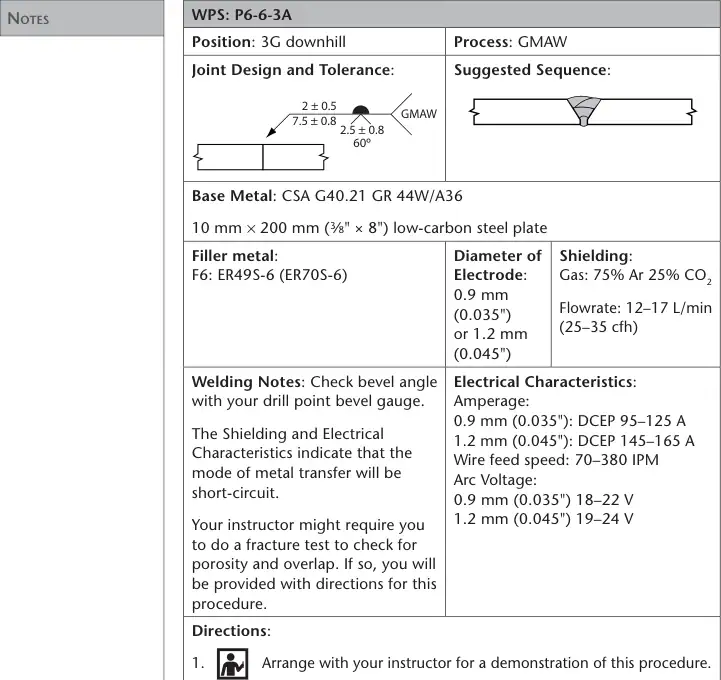 NOTES
WPS: P6-6-3A
Position: 3G downhill
Process: GMAW
Joint Design and Tolerance:
2 ± 0.5
7.5 ± 0.8
2.5 ± 0.8
60º
GMAW
Suggested Sequence:
Base Metal: CSA G40.21 GR 44W/A36
10 mm × 200 mm (⅜" × 8") low-carbon steel plate
Filler metal:
F6: ER49S-6 (ER70S-6)
Diameter of
Electrode:
0.9 mm
(0.035")
or 1.2 mm
(0.045")
Shielding:
Gas: 75% Ar 25% CO₂
Flowrate: 12–17 L/min
(25–35 cfh)
Welding Notes: Check bevel angle
with your drill point bevel gauge.
The Shielding and Electrical
Characteristics indicate that the
mode of metal transfer will be
short-circuit.
Your instructor might require you
to do a fracture test to check for
porosity and overlap. If so, you will
be provided with directions for this
procedure.
Electrical Characteristics:
Amperage:
0.9 mm (0.035"): DCEP 95–125 A
1.2 mm (0.045"): DCEP 145–165 A
Wire feed speed: 70–380 IPM
Arc Voltage:
0.9 mm (0.035") 18–22 V
1.2 mm (0.045") 19–24 V
Directions:
1. Arrange with your instructor for a demonstration of this procedure.